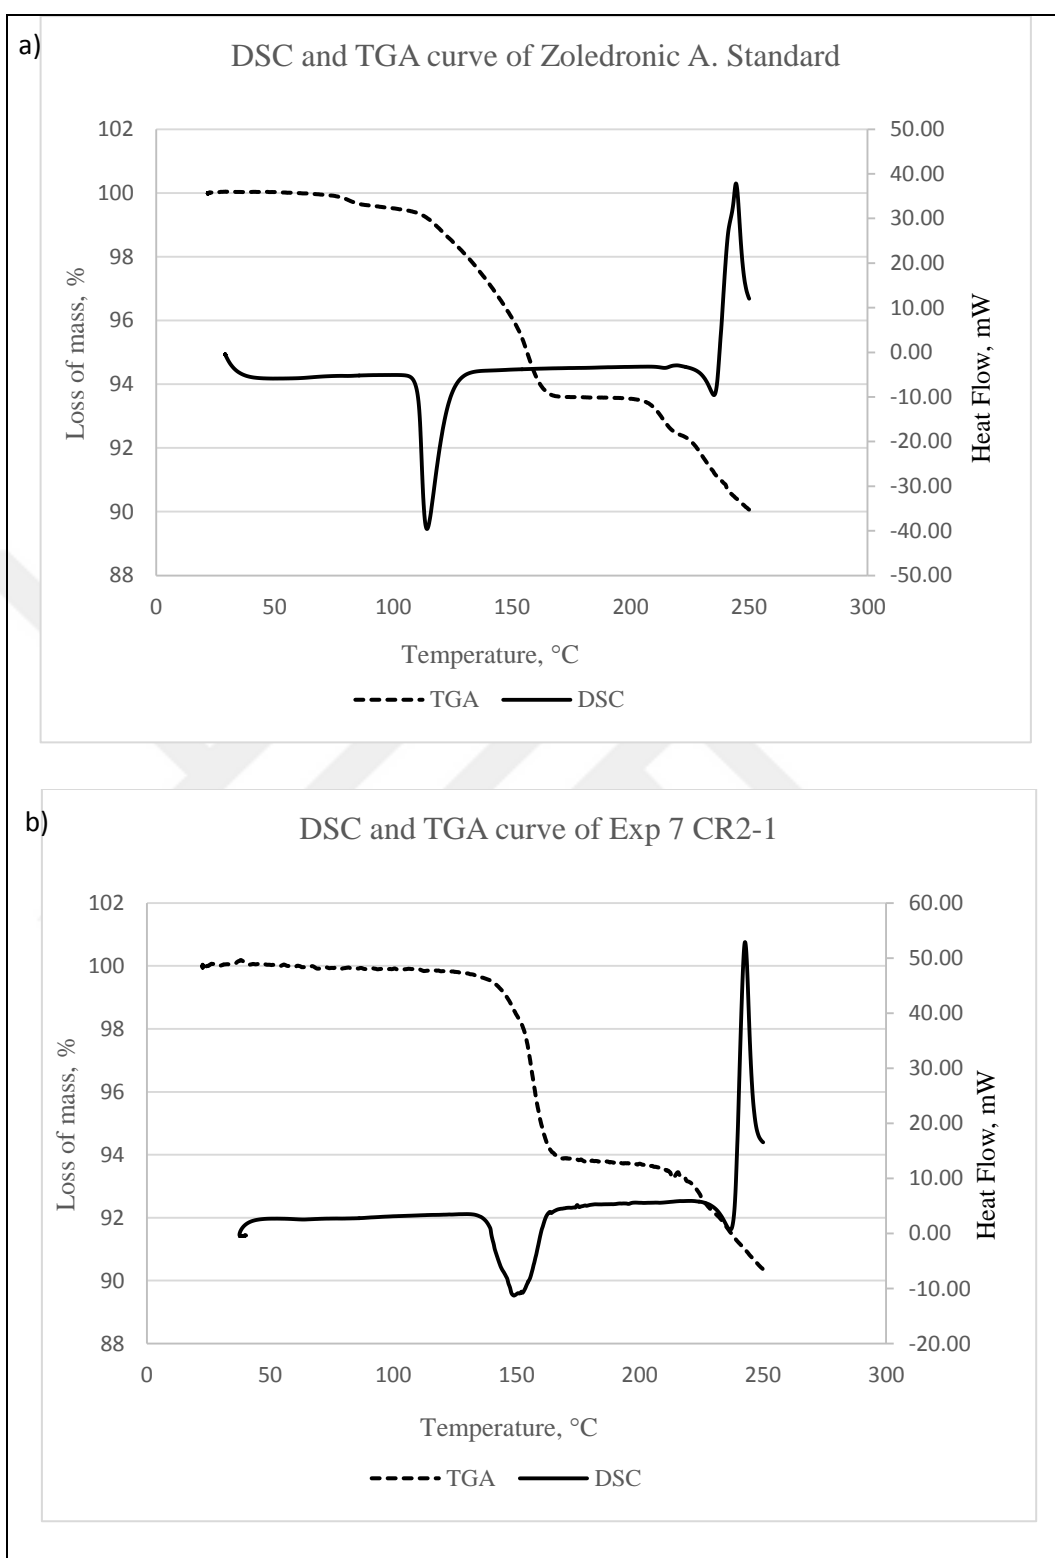 a)
DSC and TGA curve of Zoledronic A. Standard
102
100
98
96
94
92
90
88
Loss of mass, %
50.00
40.00
30.00
20.00
10.00
0.00
-10.00
-20.00
-30.00
-40.00
-50.00
Heat Flow, mW
0 50 100 150 200 250 300
Temperature, °C
TGA DSC
b)
DSC and TGA curve of Exp 7 CR2-1
102
100
98
96
94
92
90
88
Loss of mass, %
60.00
50.00
40.00
30.00
20.00
10.00
0.00
-10.00
-20.00
Heat Flow, mW
0 50 100 150 200 250 300
Temperature, °C
TGA DSC